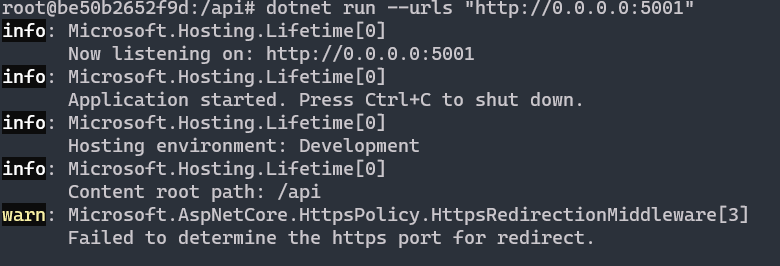 root@be50b2652f9d:/api# dotnet run --urls "http://0.0.0.0:5001"
info: Microsoft.Hosting.Lifetime[0]
      Now listening on: http://0.0.0.0:5001
info: Microsoft.Hosting.Lifetime[0]
      Application started. Press Ctrl+C to shut down.
info: Microsoft.Hosting.Lifetime[0]
      Hosting environment: Development
info: Microsoft.Hosting.Lifetime[0]
      Content root path: /api
warn: Microsoft.AspNetCore.HttpsPolicy.HttpsRedirectionMiddleware[3]
      Failed to determine the https port for redirect.